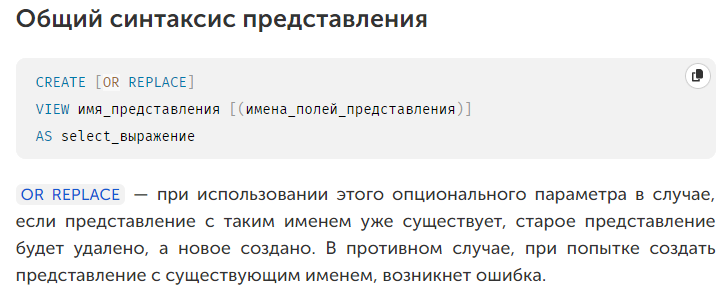 Общий синтаксис представления
CREATE [OR REPLACE]
VIEW имя_представления [(имена_полей_представления)]
AS select_выражение
OR REPLACE — при использовании этого опционального параметра в случае,
если представление с таким именем уже существует, старое представление
будет удалено, а новое создано. В противном случае, при попытке создать
представление с существующим именем, возникнет ошибка.